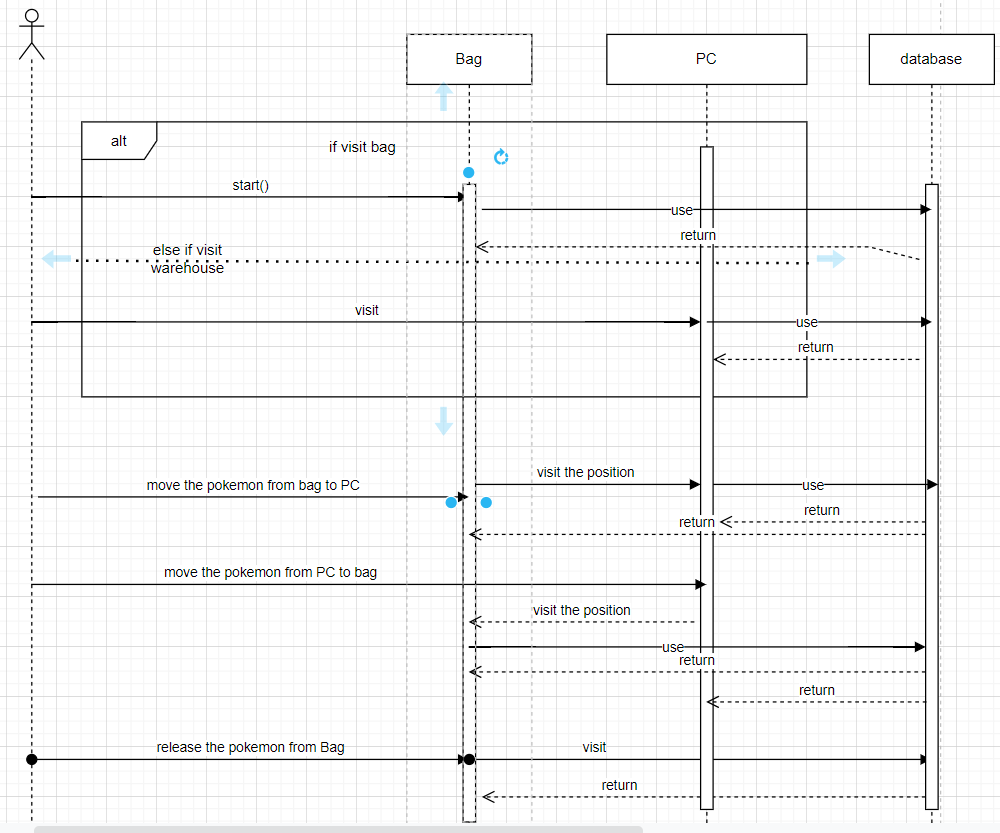 Bag
PC
database
alt
if visit bag
start()
use
return
else if visit
warehouse
visit
use
return
visit the position
move the pokemon from bag to PC
use
return
return
move the pokemon from PC to bag
visit the position
use
return
return
release the pokemon from Bag
visit
return